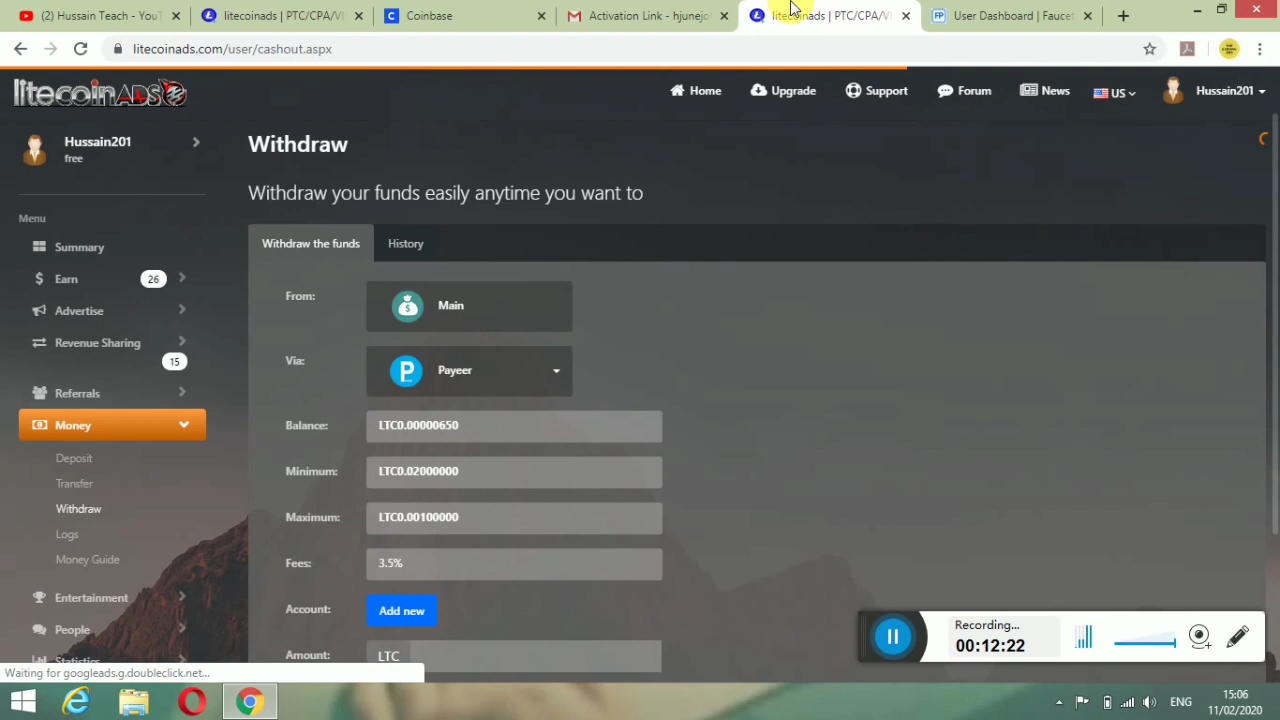 (2) Hussain Teach - YouT
litecoinads | PTC/CPA/VI
Coinbase
Activation Link - hjunejo
litecoinads | PTC/CPA/VI
User Dashboard | Faucet
litecoinads.com/user/cashout.aspx
litecoinADS
Home
Upgrade
Support
Forum
News
US
Hussain201
Hussain201
free
Menu
Summary
Earn 26
Advertise
Revenue Sharing
15
Referrals
Money
Deposit
Transfer
Withdraw
Logs
Money Guide
Entertainment
People
Statistics
Withdraw
Withdraw your funds easily anytime you want to
Withdraw the funds
History
From: Main
Via: Payeer
Balance: LTC0.00000650
Minimum: LTC0.02000000
Maximum: LTC0.00100000
Fees: 3.5%
Account: Add new
Amount: LTC
Recording...
00:12:22
Waiting for googleads.g.doubleclick.net...
ENG
15:06
11/02/2020